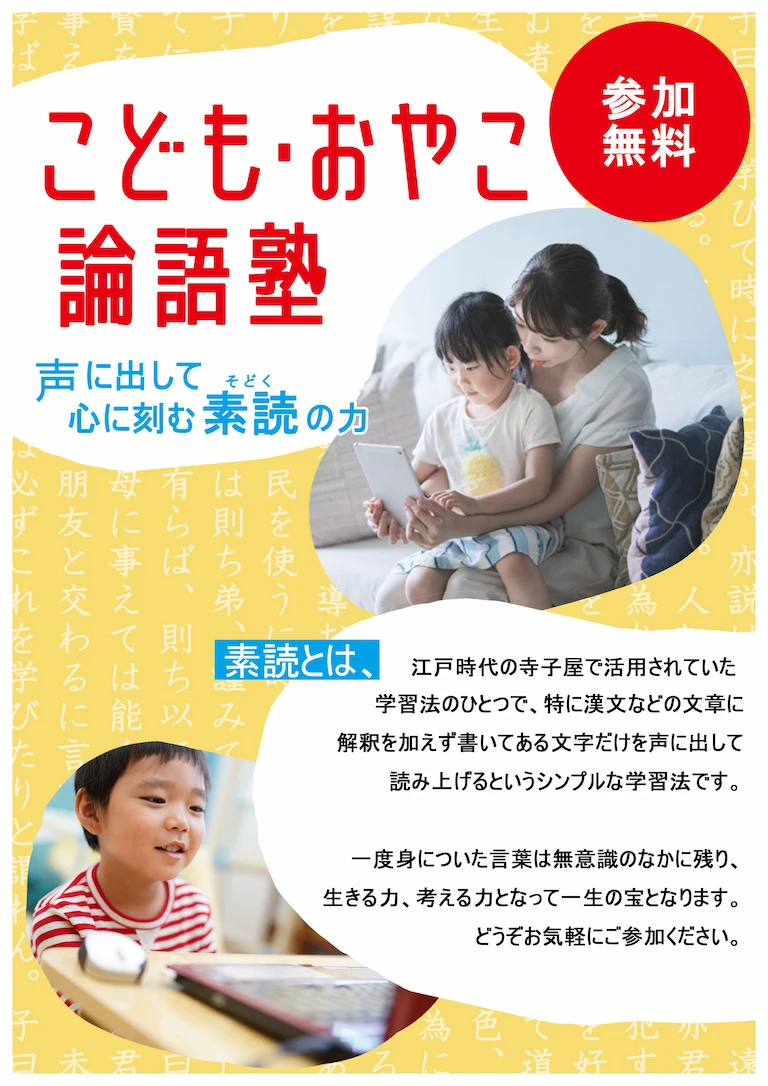 こども・おやこ
論語塾
参加
無料
声に出して
そどく
心に刻む素読の力
素読とは、
江戸時代の寺子屋で活用されていた
学習法のひとつで、特に漢文などの文章に
解釈を加えず書いてある文字だけを声に出して
読み上げるというシンプルな学習法です。
一度身についた言葉は無意識のなかに残り、
生きる力、考える力となって一生の宝となります。
どうぞお気軽にご参加ください。